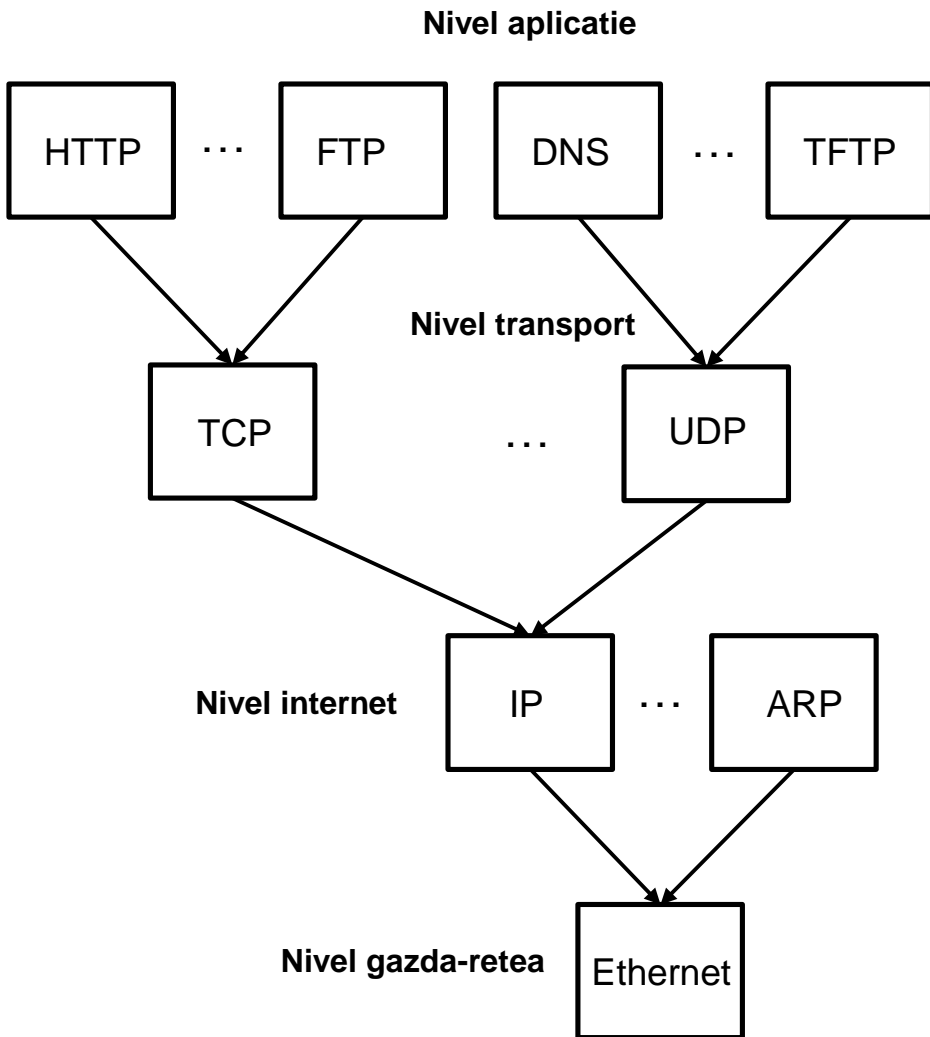 Nivel aplicatie
HTTP ... FTP DNS ... TFTP
Nivel transport
TCP ... UDP
Nivel internet IP ... ARP
Nivel gazda-retea Ethernet